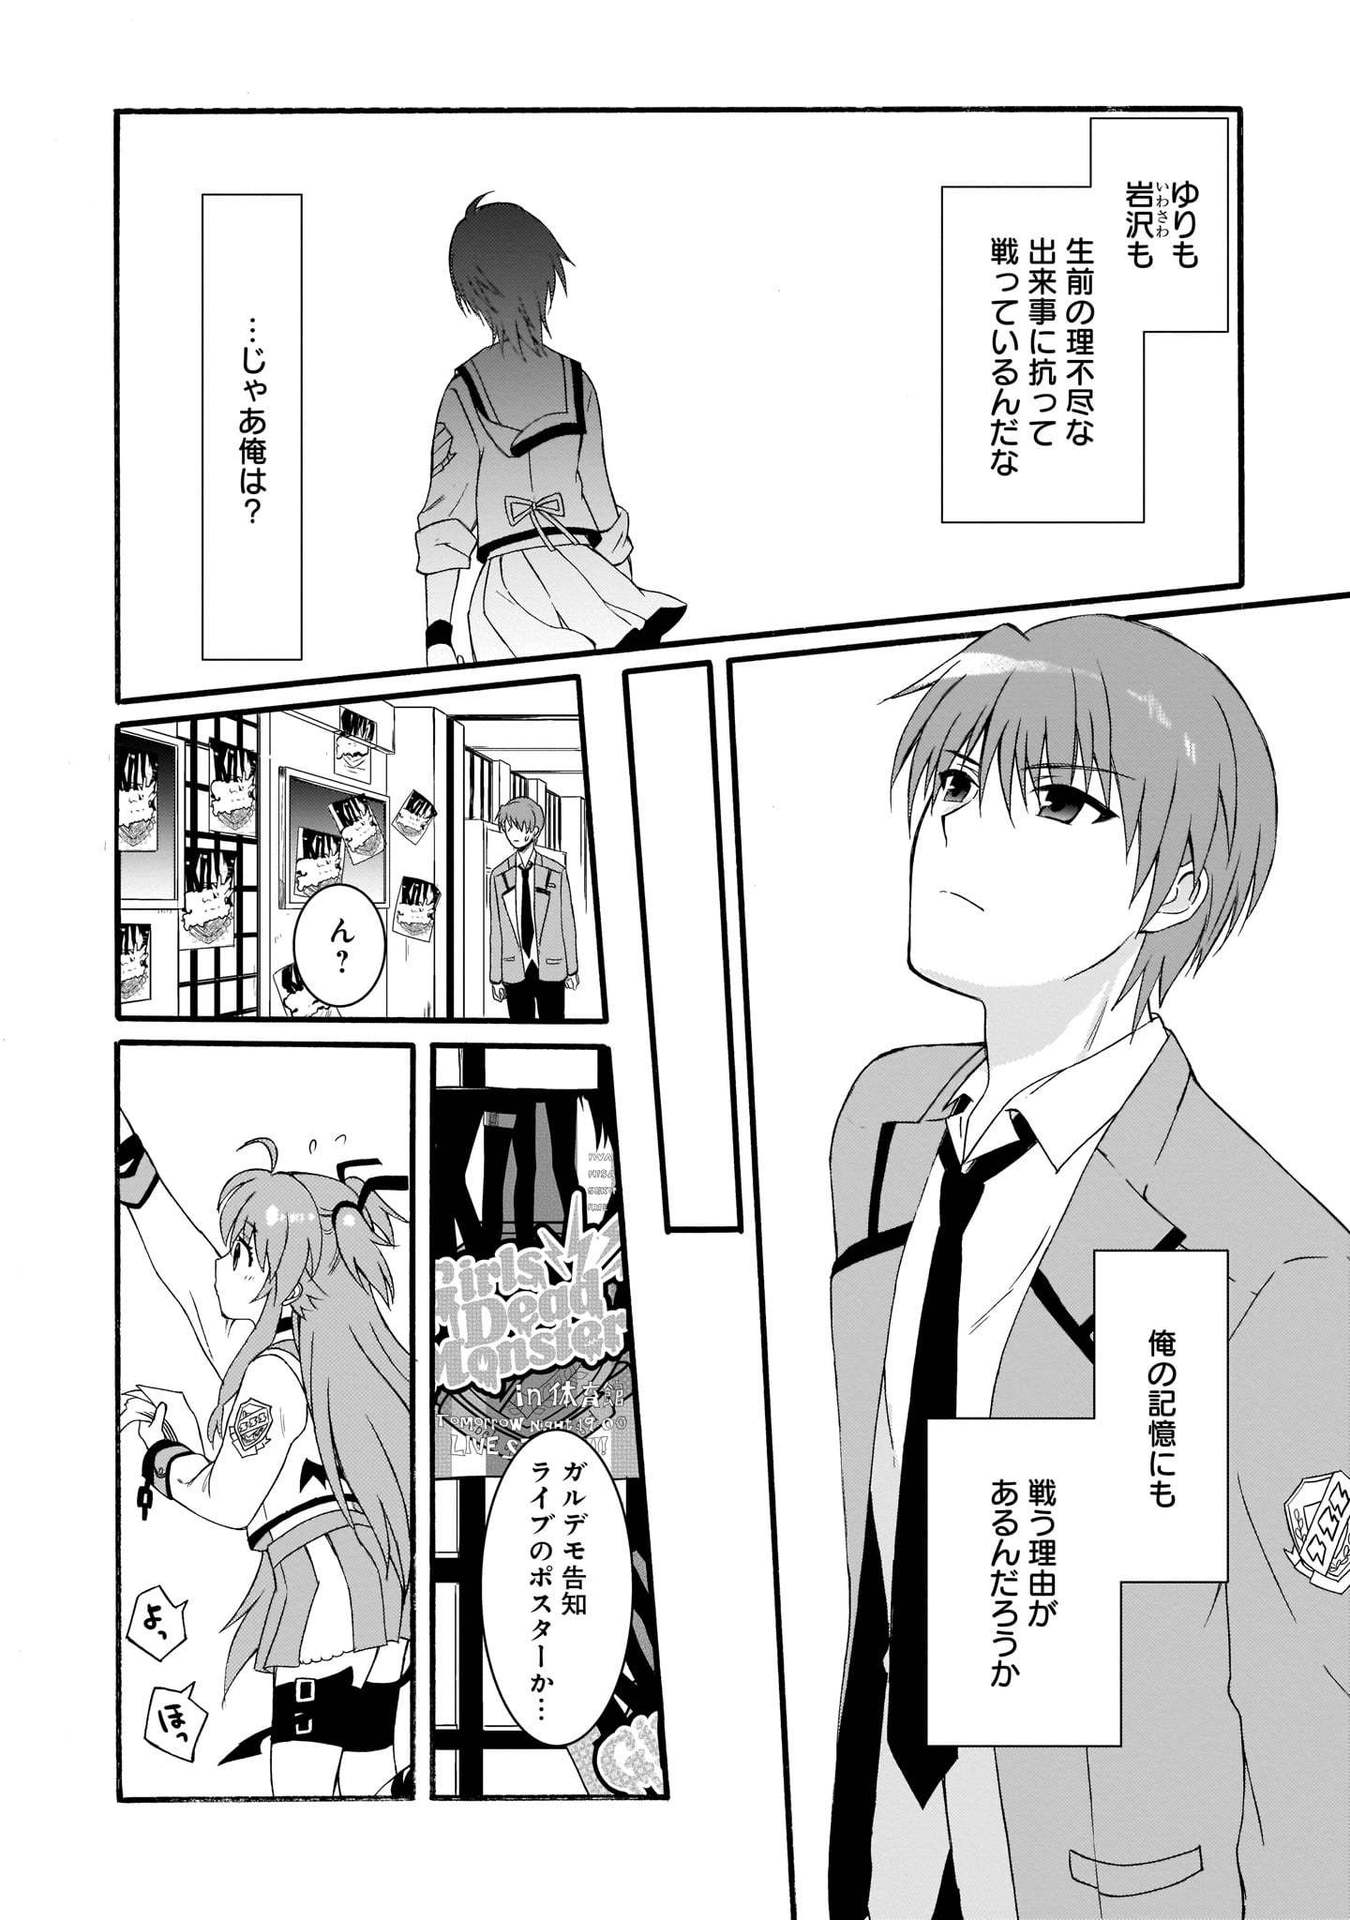 ゆりも
岩沢も
いわさわ
生前の理不尽な
出来事に抗って
戦っているんだな
…じゃあ俺は?
俺の記憶にも
戦う理由が
あるんだろうか
ん?
Girls
Dead
Monster
in 体育館
Tomorrow Night 19:00
LIVE
ガルデモ告知
ライブのポスターか…
よっ
ほっ